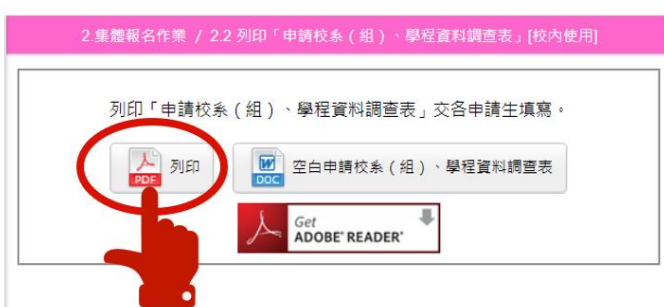 2.集體報名作業 / 2.2 列印「申請校系（組）、學程資料調查表」[校內使用]
列印「申請校系（組）、學程資料調查表」交各申請生填寫。
PDF 列印
W DOC 空白申請校系（組）、學程資料調查表
Get
ADOBE® READER®